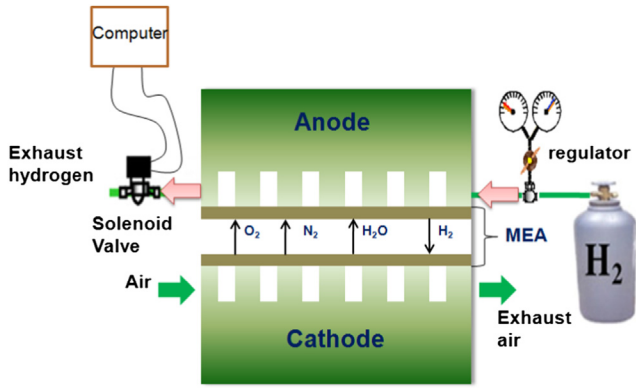 Computer
Anode
Exhaust
hydrogen
regulator
Solenoid
Valve
O₂
N₂
H₂O
H₂
MEA
H₂
Air
Exhaust
air
Cathode